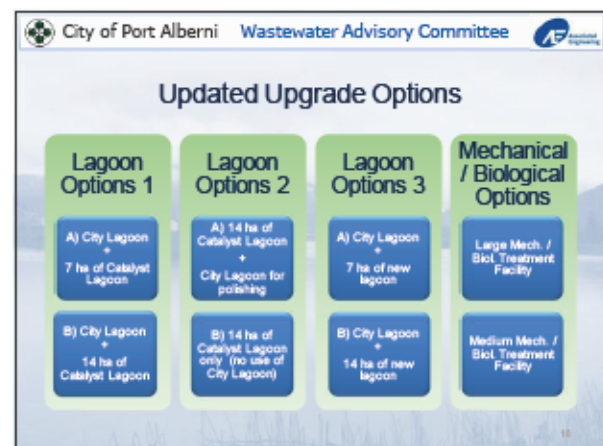 City of Port Alberni Wastewater Advisory Committee
Associated
Engineering
Updated Upgrade Options
Lagoon
Options 1
A) City Lagoon
+
7 ha of Catalyst
Lagoon
B) City Lagoon
+
14 ha of
Catalyst Lagoon
Lagoon
Options 2
A) 14 ha of
Catalyst Lagoon
+
City Lagoon for
polishing
B) 14 ha of
Catalyst Lagoon
only (no use of
City Lagoon)
Lagoon
Options 3
A) City Lagoon
+
7 ha of new
lagoon
B) City Lagoon
+
14 ha of new
lagoon
Mechanical
/ Biological
Options
Large Mech. /
Biol. Treatment
Facility
Medium Mech. /
Biol. Treatment
Facility